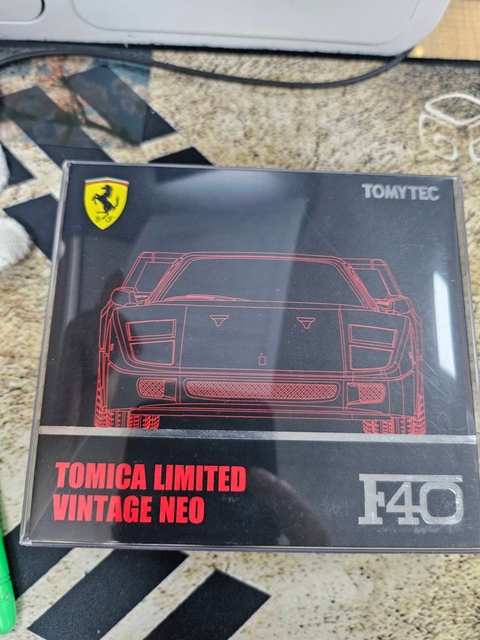 TOMYTEC
TOMICA LIMITED
VINTAGE NEO
F40